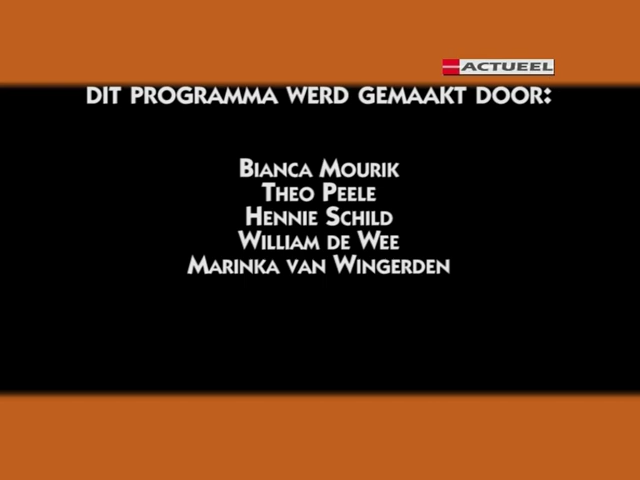 ACTUEEL
DIT PROGRAMMA WERD GEMAAKT DOOR:
BIANCA MOURIK
THEO PEELE
HENNIE SCHILD
WILLIAM DE WEE
MARINKA VAN WINGERDEN